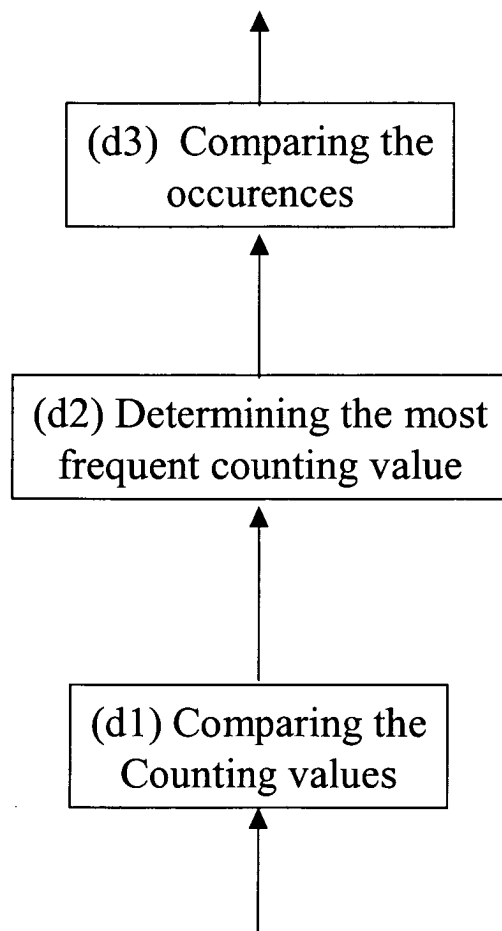 (d3) Comparing the
occurences
(d2) Determining the most
frequent counting value
(d1) Comparing the
Counting values